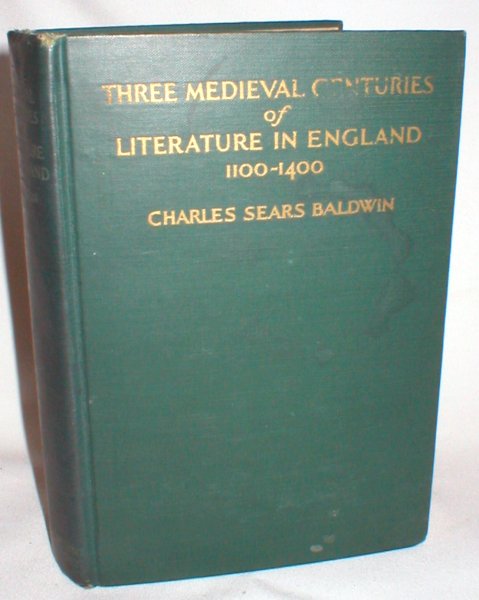 THREE MEDIEVAL CENTURIES
of
LITERATURE IN ENGLAND
1100-1400
CHARLES SEARS BALDWIN